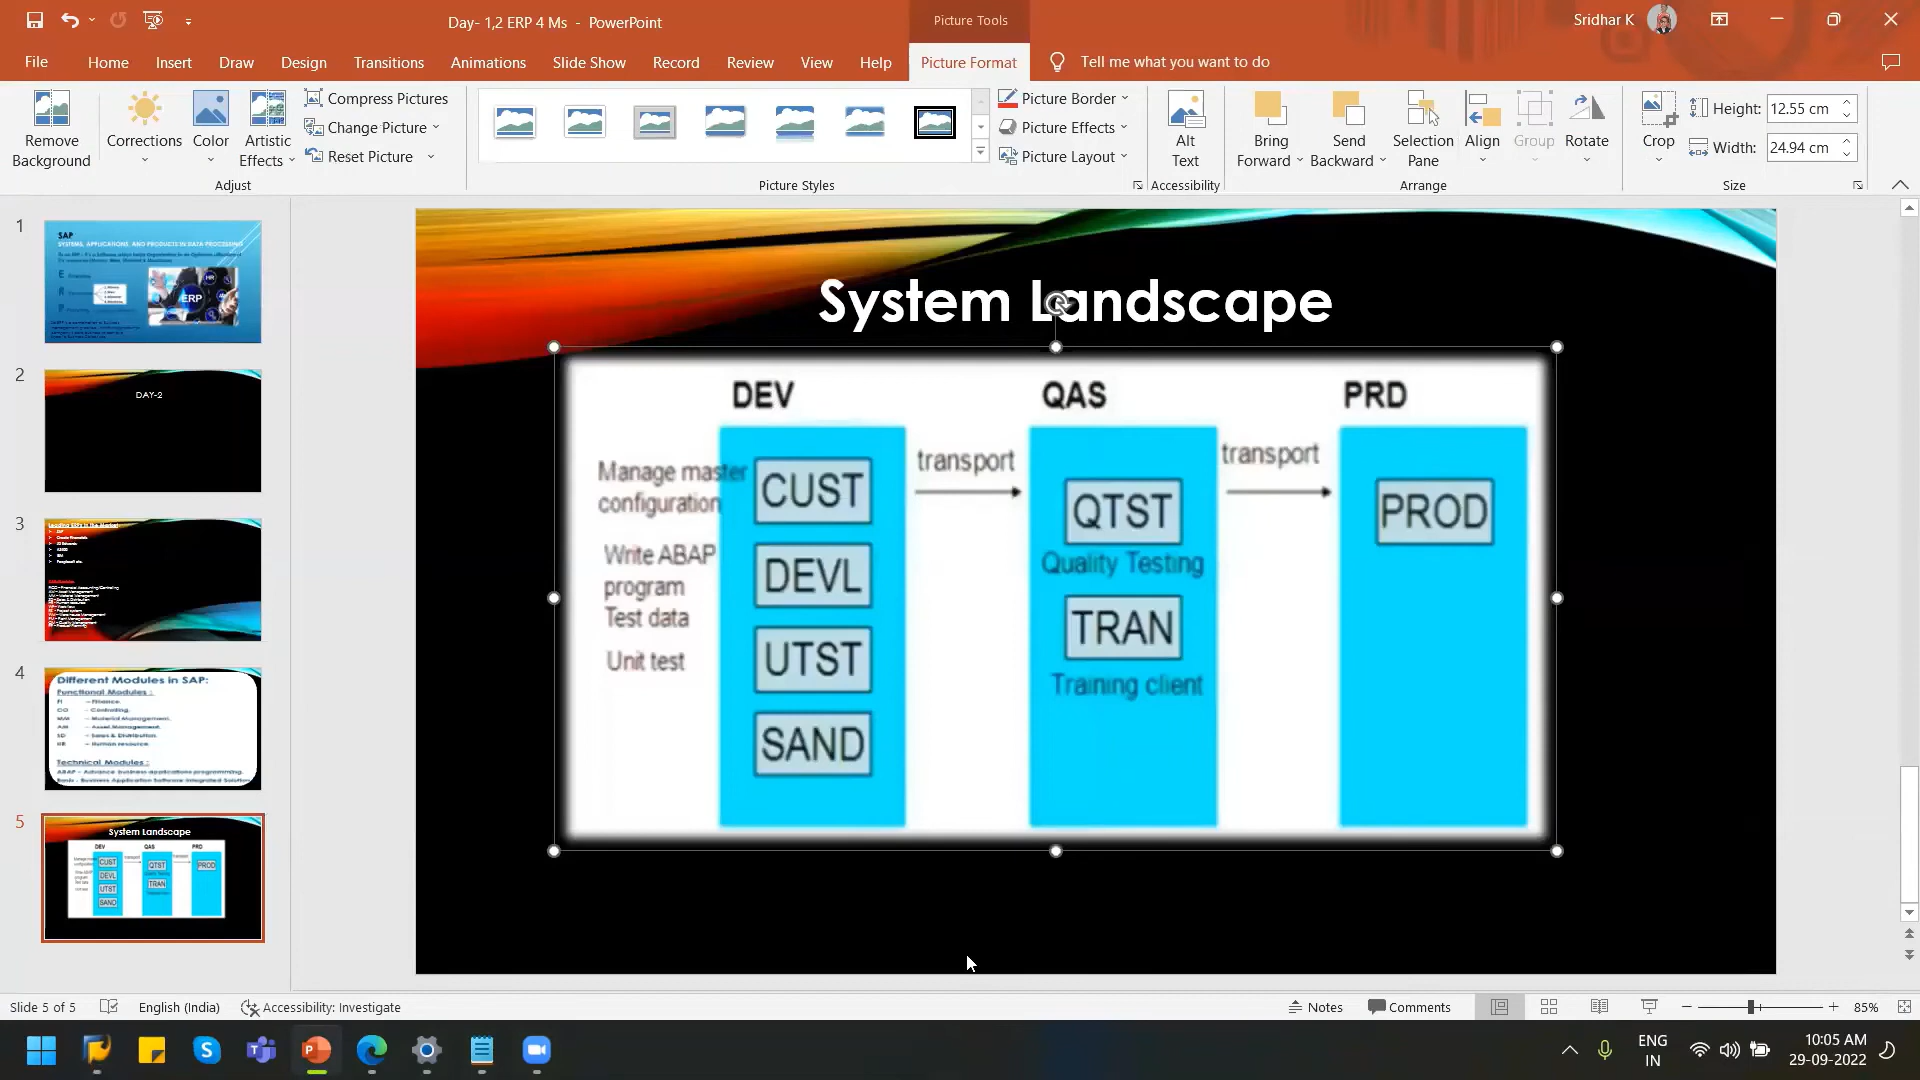 Day- 1,2 ERP 4 Ms - PowerPoint
Picture Tools
Sridhar K
File
Home
Insert
Draw
Design
Transitions
Animations
Slide Show
Record
Review
View
Help
Picture Format
Tell me what you want to do
Remove
Background
Corrections
Color
Artistic
Effects
Compress Pictures
Change Picture
Reset Picture
Adjust
Picture Styles
Picture Border
Picture Effects
Picture Layout
Alt
Text
Accessibility
Bring
Forward
Send
Backward
Selection
Pane
Align
Group
Rotate
Arrange
Crop
Height:
12.55 cm
Width:
24.94 cm
Size
1
SAP
SYSTEMS, APPLICATIONS, AND PRODUCTS IN DATA PROCESSING
E
R
P
ERP
HR
2
DAY-2
3
4
Different Modules in SAP:
Functional Modules :
FI – Finance.
CO - Controlling.
MM – Material Management.
AM – Asset Management.
SD – Sales & Distribution.
HR – Human resource.
Technical Modules :
ABAP – Advance business applications programming.
Basis - Business Application Software Integrated Solution
5
System Landscape
DEV
QAS
PRD
CUST
DEVL
UTST
SAND
QTST
TRAN
PROD
System Landscape
DEV
QAS
PRD
Manage master
configuration
CUST
transport
QTST
transport
PROD
Write ABAP
program
Test data
DEVL
Quality Testing
Unit test
UTST
TRAN
Training client
SAND
Slide 5 of 5
English (India)
Accessibility: Investigate
Notes
Comments
85%
ENG
IN
10:05 AM
29-09-2022